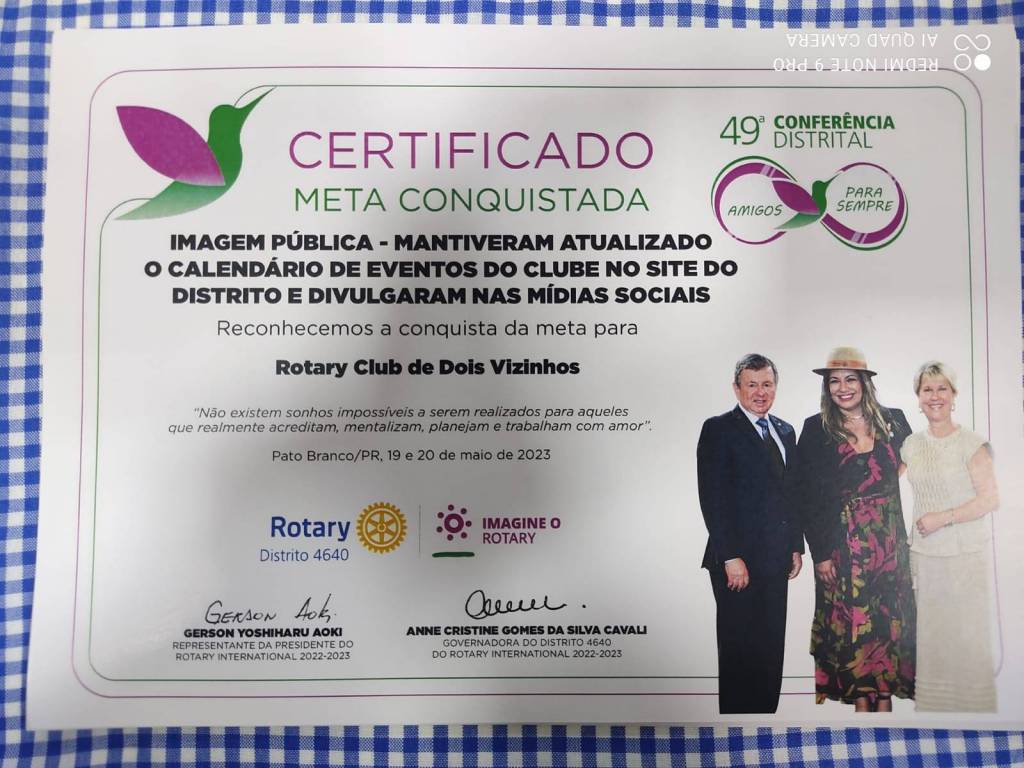 REDMI NOTE 9 PRO
AI QUAD CAMERA
CERTIFICADO
META CONQUISTADA
49ª CONFERÊNCIA
DISTRITAL
AMIGOS
PARA
SEMPRE
IMAGEM PÚBLICA - MANTIVERAM ATUALIZADO
O CALENDÁRIO DE EVENTOS DO CLUBE NO SITE DO
DISTRITO E DIVULGARAM NAS MÍDIAS SOCIAIS
Reconhecemos a conquista da meta para
Rotary Club de Dois Vizinhos
“Não existem sonhos impossíveis a serem realizados para aqueles
que realmente acreditam, mentalizam, planejam e trabalham com amor”.
Pato Branco/PR, 19 e 20 de maio de 2023
Rotary
Distrito 4640
IMAGINE O
ROTARY
GERSON AOKI
GERSON YOSHIHARU AOKI
REPRESENTANTE DA PRESIDENTE DO
ROTARY INTERNATIONAL 2022-2023
ANNE CRISTINE GOMES DA SILVA CAVALI
GOVERNADORA DO DISTRITO 4640
DO ROTARY INTERNATIONAL 2022-2023